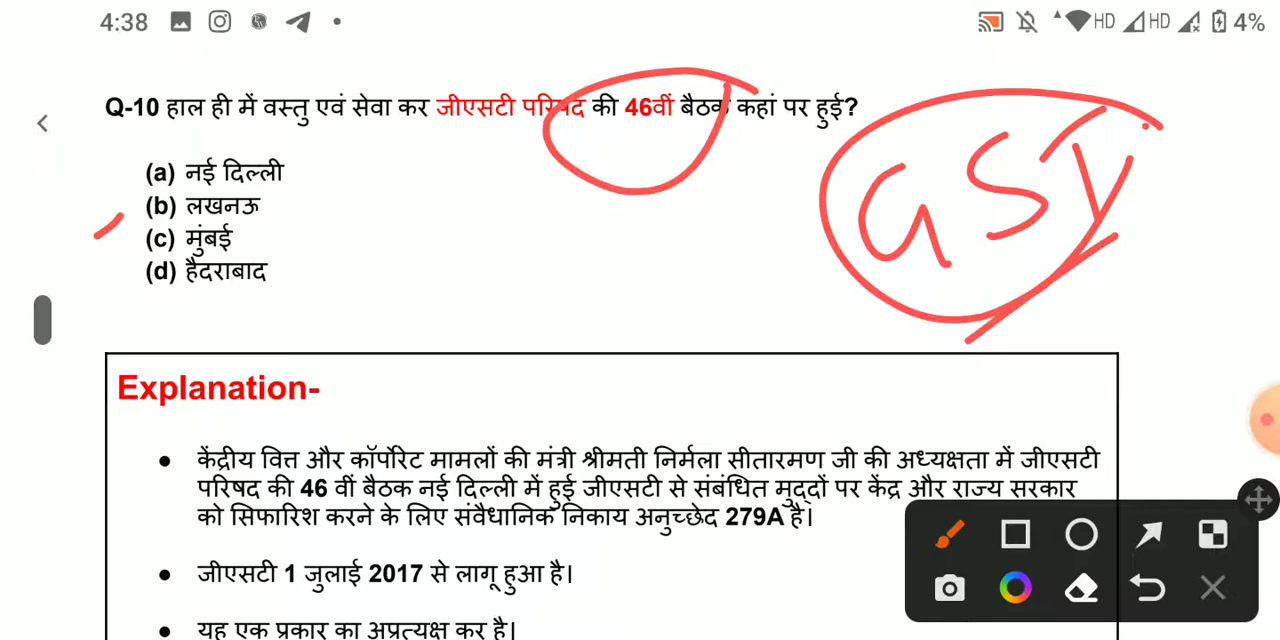 4:38
HD HD 4%
Q-10 हाल ही में वस्तु एवं सेवा कर जीएसटी परिषद की 46वीं बैठक कहां पर हुई?
GST
(a) नई दिल्ली
(b) लखनऊ
(c) मुंबई
(d) हैदराबाद
Explanation-
● केंद्रीय वित्त और कॉर्पोरेट मामलों की मंत्री श्रीमती निर्मला सीतारमण जी की अध्यक्षता में जीएसटी
परिषद की 46 वीं बैठक नई दिल्ली में हुई जीएसटी से संबंधित मुद्दों पर केंद्र और राज्य सरकार
को सिफारिश करने के लिए संवैधानिक निकाय अनुच्छेद 279A है।
● जीएसटी 1 जुलाई 2017 से लागू हुआ है।
● यह एक प्रकार का अप्रत्यक्ष कर है।